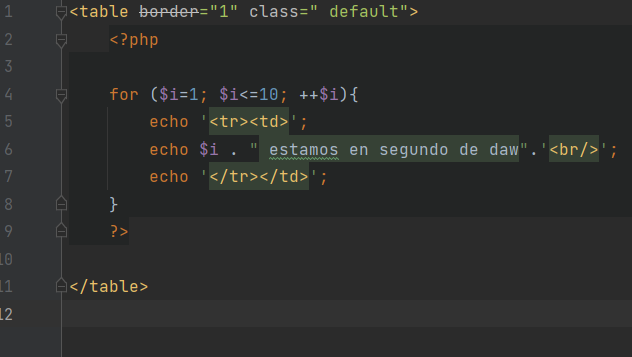 1 <table border="1" class=" default">
2 <?php
3
4 for ($i=1; $i<=10; ++$i){
5 echo '<tr><td>';
6 echo $i . " estamos en segundo de daw".'<br/>';
7 echo '</tr></td>';
8 }
9 ?>
10
11 </table>
12